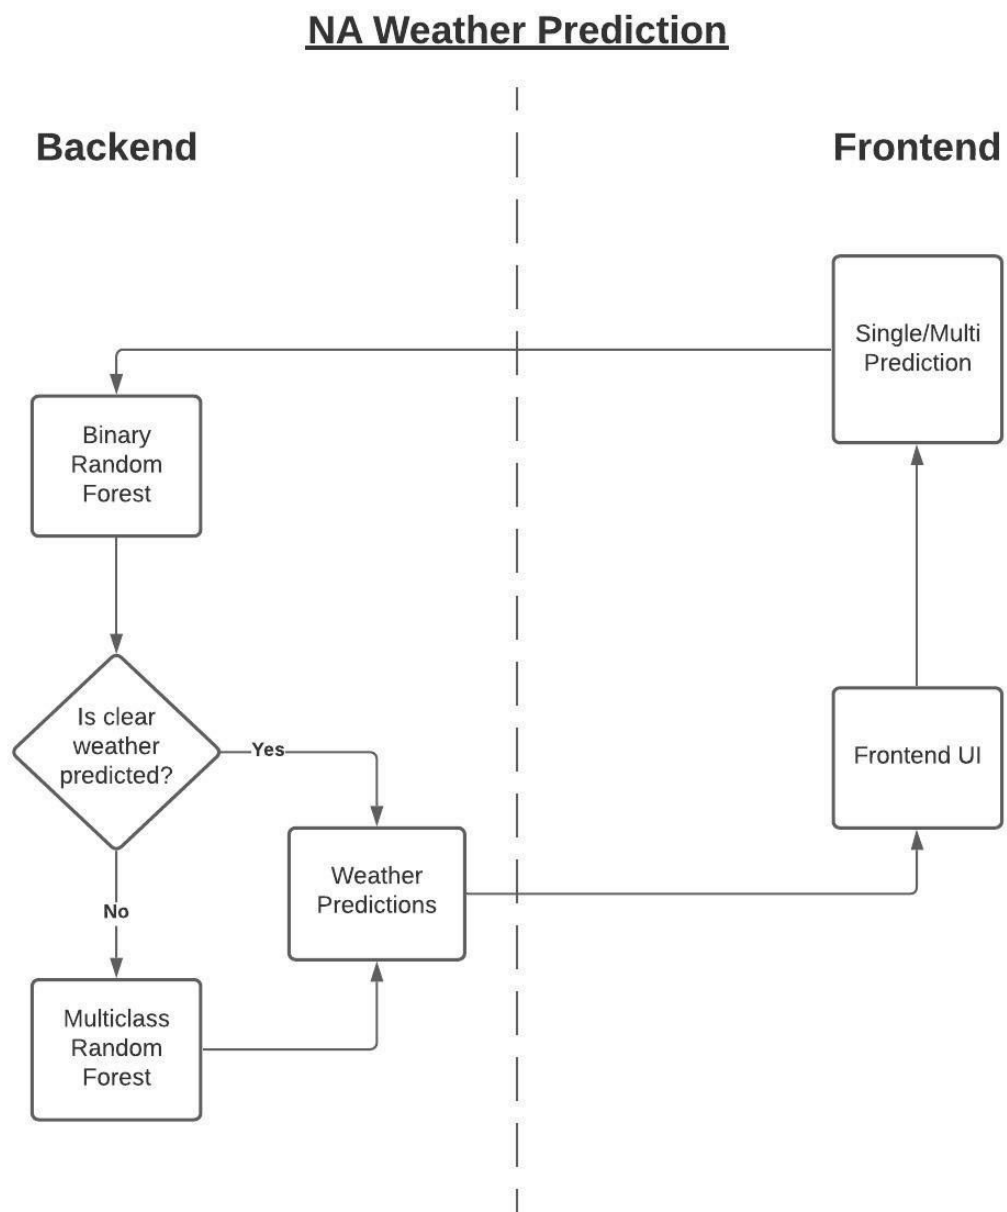 NA Weather Prediction
Backend
Frontend
Single/Multi
Prediction
Binary
Random
Forest
Is clear
weather
predicted?
Yes
Frontend UI
Weather
Predictions
No
Multiclass
Random
Forest